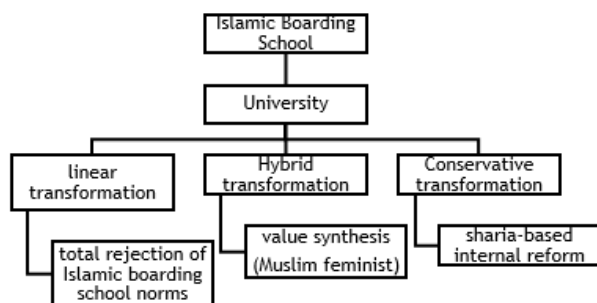 Islamic Boarding
School
University
linear
transformation
Hybrid
transformation
Conservative
transformation
total rejection of
Islamic boarding
school norms
value synthesis
(Muslim feminist)
sharia-based
internal reform